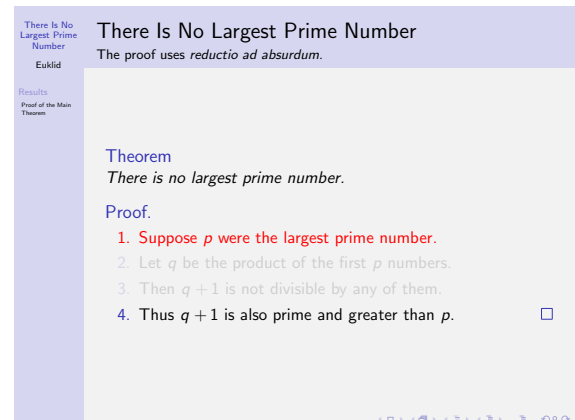 There Is No
Largest Prime
Number
Euklid
Results
Proof of the Main
Theorem
There Is No Largest Prime Number
The proof uses reductio ad absurdum.
Theorem
There is no largest prime number.
Proof.
1. Suppose p were the largest prime number.
2. Let q be the product of the first p numbers.
3. Then q + 1 is not divisible by any of them.
4. Thus q + 1 is also prime and greater than p.